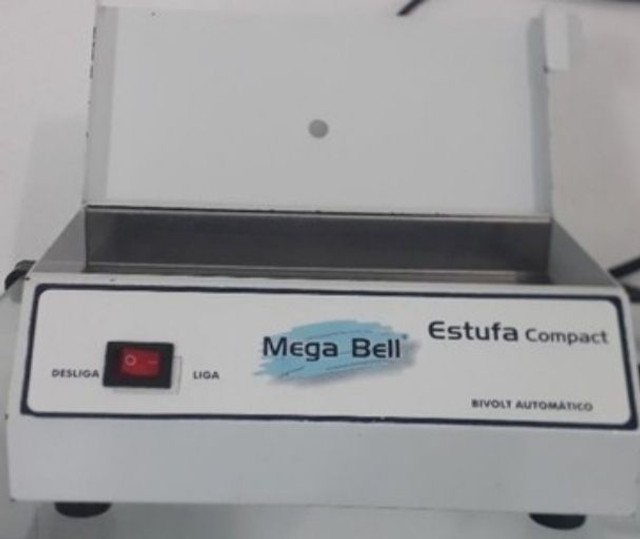 Mega Bell
Estufa Compact
DESLIGA
LIGA
BIVOLT AUTOMÁTICO